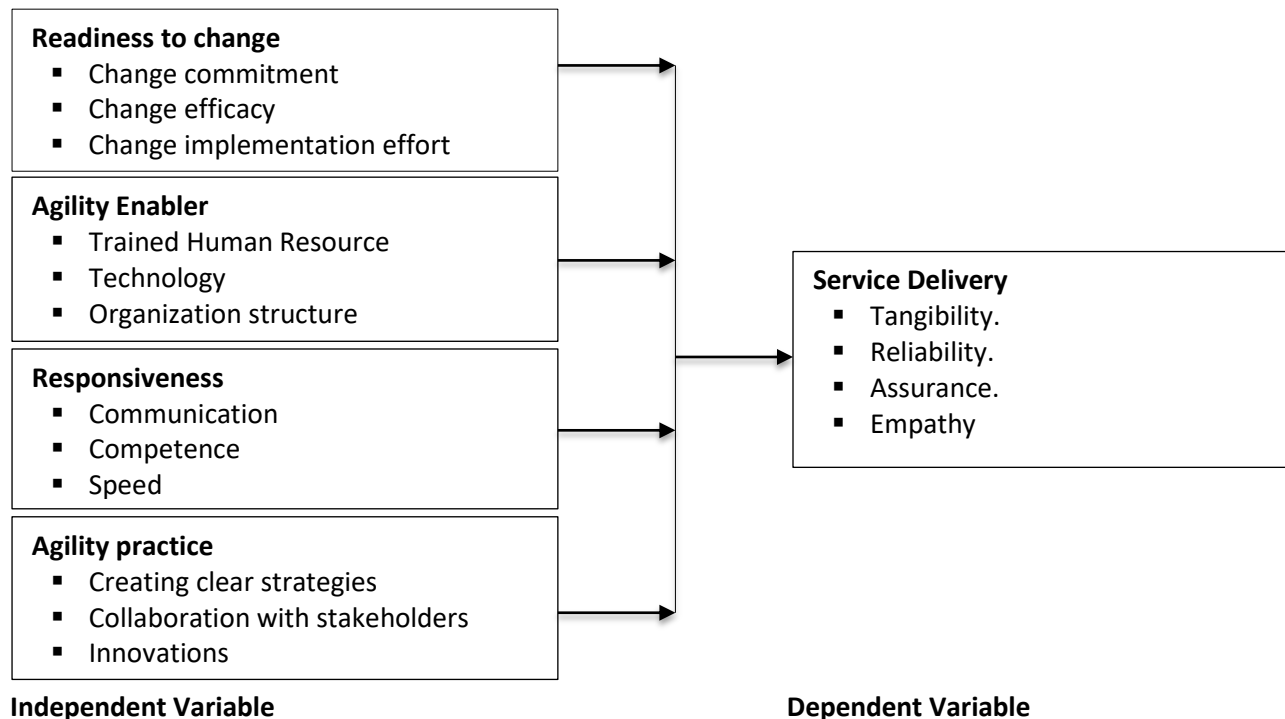 Readiness to change
▪ Change commitment
▪ Change efficacy
▪ Change implementation effort
Agility Enabler
▪ Trained Human Resource
▪ Technology
▪ Organization structure
Responsiveness
▪ Communication
▪ Competence
▪ Speed
Agility practice
▪ Creating clear strategies
▪ Collaboration with stakeholders
▪ Innovations
Independent Variable
Service Delivery
▪ Tangibility.
▪ Reliability.
▪ Assurance.
▪ Empathy
Dependent Variable